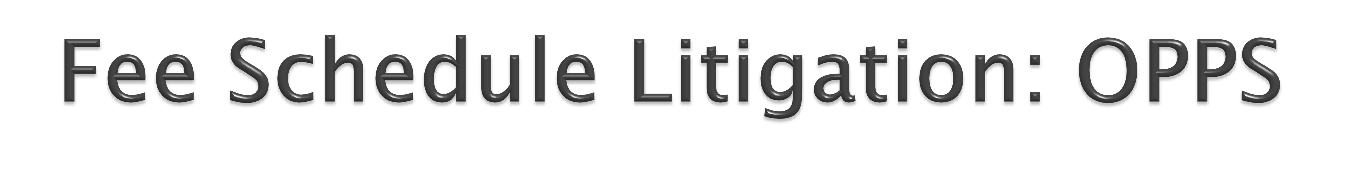 Fee Schedule Litigation: OPPS